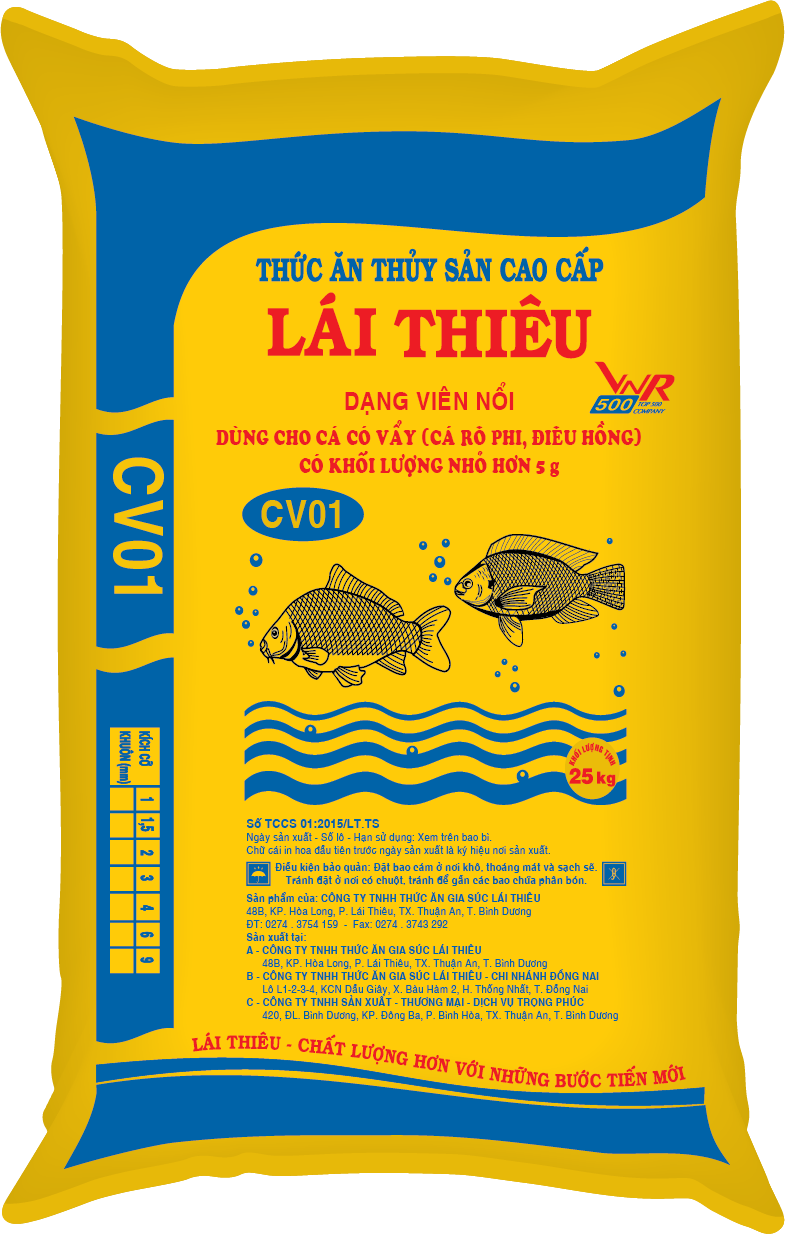 THỨC ĂN THỦY SẢN CAO CẤP
LÁI THIÊU
VNR
500 TOP 500
COMPANY
DẠNG VIÊN NỔI
DÙNG CHO CÁ CÓ VẨY (CÁ RÔ PHI, ĐIÊU HỒNG)
CÓ KHỐI LƯỢNG NHỎ HƠN 5 g
CV01
CV01
KHỐI LƯỢNG TỊNH
25 kg
KÍCH CỠ
KHUÔN (mm)
1
1,5
2
3
4
6
9
Số TCCS 01:2015/LT.TS
Ngày sản xuất - Số lô - Hạn sử dụng: Xem trên bao bì.
Chữ cái in hoa đầu tiên trước ngày sản xuất là ký hiệu nơi sản xuất.
Điều kiện bảo quản: Đặt bao cám ở nơi khô, thoáng mát và sạch sẽ.
Tránh đặt ở nơi có chuột, tránh để gần các bao chứa phân bón.
Sản phẩm của: CÔNG TY TNHH THỨC ĂN GIA SÚC LÁI THIÊU
48B, KP. Hòa Long, P. Lái Thiêu, TX. Thuận An, T. Bình Dương
ĐT: 0274 . 3754 159 - Fax: 0274 . 3743 292
Sản xuất tại:
A - CÔNG TY TNHH THỨC ĂN GIA SÚC LÁI THIÊU
48B, KP. Hòa Long, P. Lái Thiêu, TX. Thuận An, T. Bình Dương
B - CÔNG TY TNHH THỨC ĂN GIA SÚC LÁI THIÊU - CHI NHÁNH ĐỒNG NAI
Lô L1-2-3-4, KCN Dầu Giây, X. Bàu Hàm 2, H. Thống Nhất, T. Đồng Nai
C - CÔNG TY TNHH SẢN XUẤT - THƯƠNG MẠI - DỊCH VỤ TRỌNG PHÚC
420, ĐL. Bình Dương, KP. Đông Ba, P. Bình Hòa, TX. Thuận An, T. Bình Dương
LÁI THIÊU - CHẤT LƯỢNG HƠN VỚI NHỮNG BƯỚC TIẾN MỚI